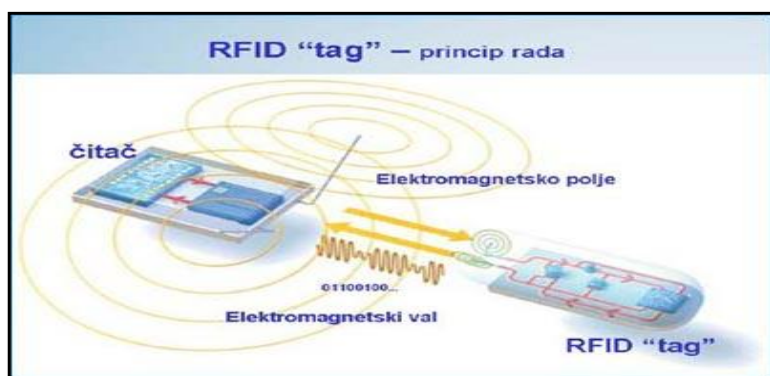 RFID “tag” – princip rada
čitač
Elektromagnetsko polje
01100100...
Elektromagnetski val
RFID “tag”